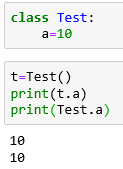 class Test:
    a=10
t=Test()
print(t.a)
print(Test.a)
10
10